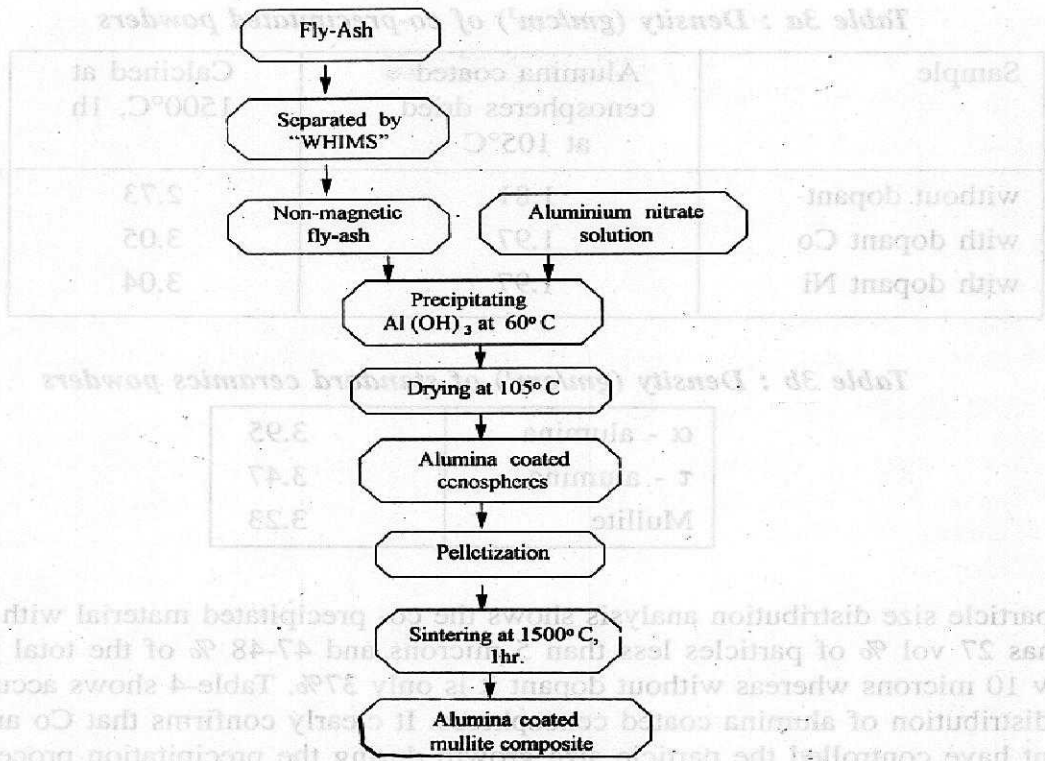 Table 3a : Density (gm/cm³) of co-precipitated powders
Sample
Alumina coated
cenospheres dried
at 105°C
Calcined at
1500°C, 1h
without dopant
1.81
2.73
with dopant Co
1.97
3.05
with dopant Ni
1.97
3.04
Table 3b : Density (gm/cm³) of standard ceramics powders
α - alumina
3.95
τ - alumina
3.47
Mullite
3.23
particle size distribution analysis shows the co- precipitated material with
has 27 vol % of particles less than 5 microns and 47-48 % of the total
10 microns whereas without dopant it is only 37%. Table-4 shows
distribution of alumina coated cenospheres. It clearly confirms that Co
have controlled the particle size growth during the precipitation
Fly-Ash
Separated by
“WHIMS”
Non-magnetic
fly-ash
Aluminium nitrate
solution
Precipitating
Al (OH) ₃ at 60° C
Drying at 105° C
Alumina coated
cenospheres
Pelletization
Sintering at 1500° C,
1hr.
Alumina coated
mullite composite